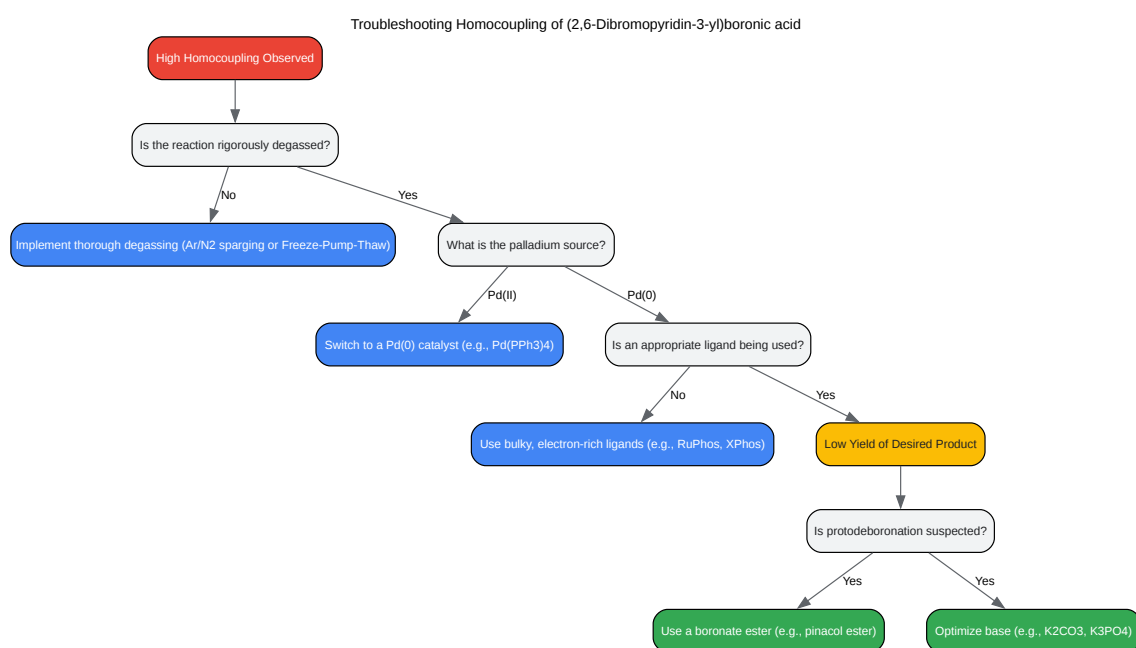 Troubleshooting Homocoupling of (2,6-Dibromopyridin-3-yl)boronic acid
High Homocoupling Observed
Is the reaction rigorously degassed?
No
Yes
Implement thorough degassing (Ar/N2 sparging or Freeze-Pump-Thaw)
What is the palladium source?
Pd(II)
Pd(0)
Switch to a Pd(0) catalyst (e.g., Pd(PPh3)4)
Is an appropriate ligand being used?
No
Yes
Use bulky, electron-rich ligands (e.g., RuPhos, XPhos)
Low Yield of Desired Product
Is protodeboronation suspected?
Yes
Yes
Use a boronate ester (e.g., pinacol ester)
Optimize base (e.g., K2CO3, K3PO4)